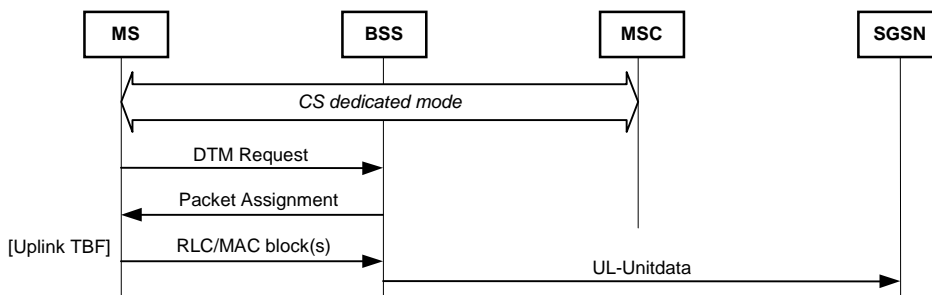 MS BSS MSC SGSN
CS dedicated mode
DTM Request
Packet Assignment
[Uplink TBF] RLC/MAC block(s)
UL-Unitdata